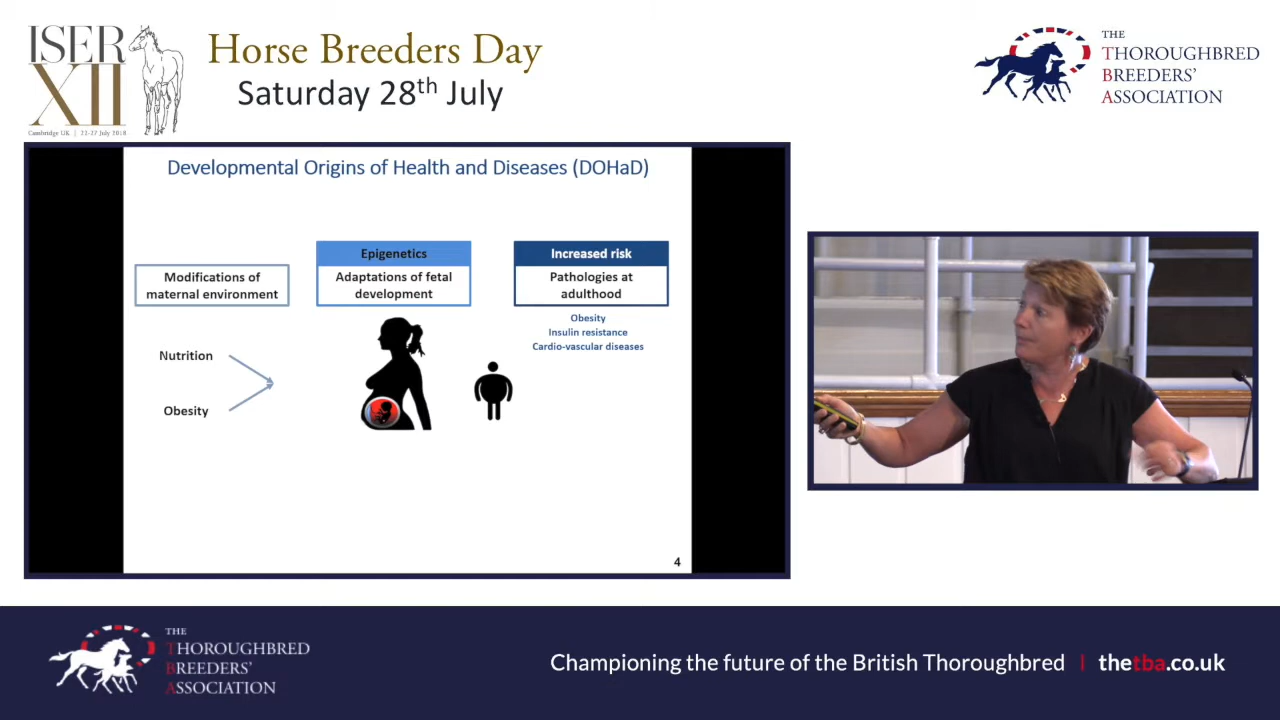 ISER
XII
Cambridge UK | 22-27 July 2018
Horse Breeders Day
Saturday 28th July
THE
THOROUGHBRED
BREEDERS'
ASSOCIATION
Developmental Origins of Health and Diseases (DOHaD)
Modifications of
maternal environment
Nutrition
Obesity
Epigenetics
Adaptations of fetal
development
Increased risk
Pathologies at
adulthood
Obesity
Insulin resistance
Cardio-vascular diseases
4
THE
THOROUGHBRED
BREEDERS'
ASSOCIATION
Championing the future of the British Thoroughbred | thetba.co.uk